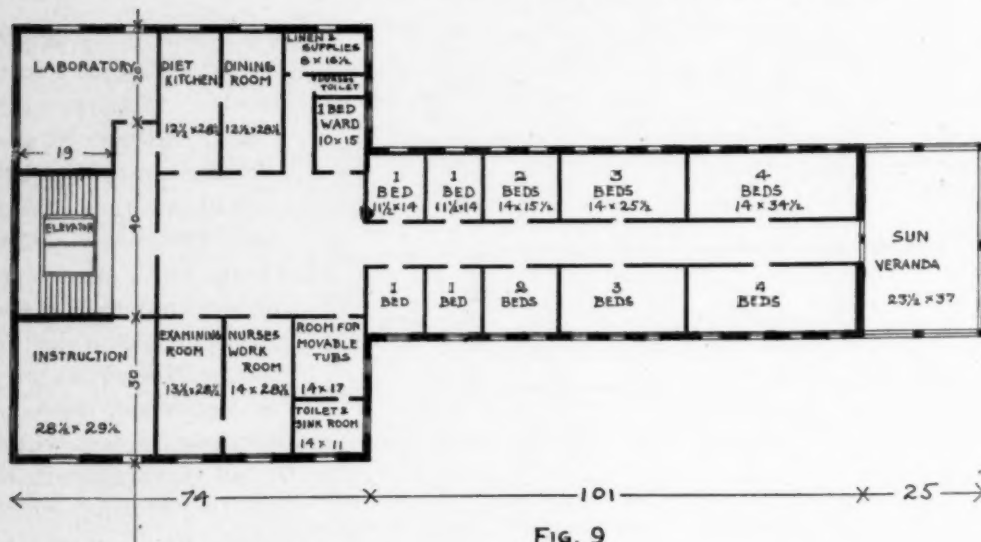 LABORATORY
DIET
KITCHEN
12½ x 28½
DINING
ROOM
12½ x 28½
LINEN &
SUPPLIES
8 x 16½
NURSES
TOILET
1 BED
WARD
10 x 15
19
40
ELEVATOR
1
BED
11½ x 14
1
BED
11½ x 14
2
BEDS
14 x 15½
3
BEDS
14 x 25½
4
BEDS
14 x 34½
SUN
VERANDA
23½ x 37
1
BED
1
BED
2
BEDS
3
BEDS
4
BEDS
INSTRUCTION
28½ x 29½
30
EXAMINING
ROOM
13½ x 28½
NURSES
WORK
ROOM
14 x 28½
ROOM FOR
MOVABLE
TUBS
14 x 17
TOILET &
SINK ROOM
14 x 11
74
101
25
FIG. 9